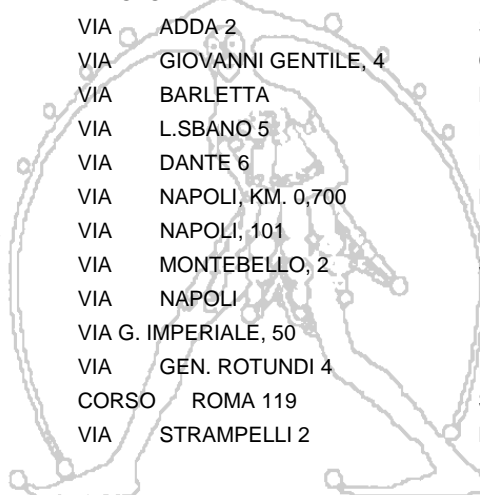 VIA ADDA 2
VIA GIOVANNI GENTILE, 4
VIA BARLETTA
VIA L.SBANO 5
VIA DANTE 6
VIA NAPOLI, KM. 0,700
VIA NAPOLI, 101
VIA MONTEBELLO, 2
VIA NAPOLI
VIA G. IMPERIALE, 50
VIA GEN. ROTUNDI 4
CORSO ROMA 119
VIA STRAMPELLI 2